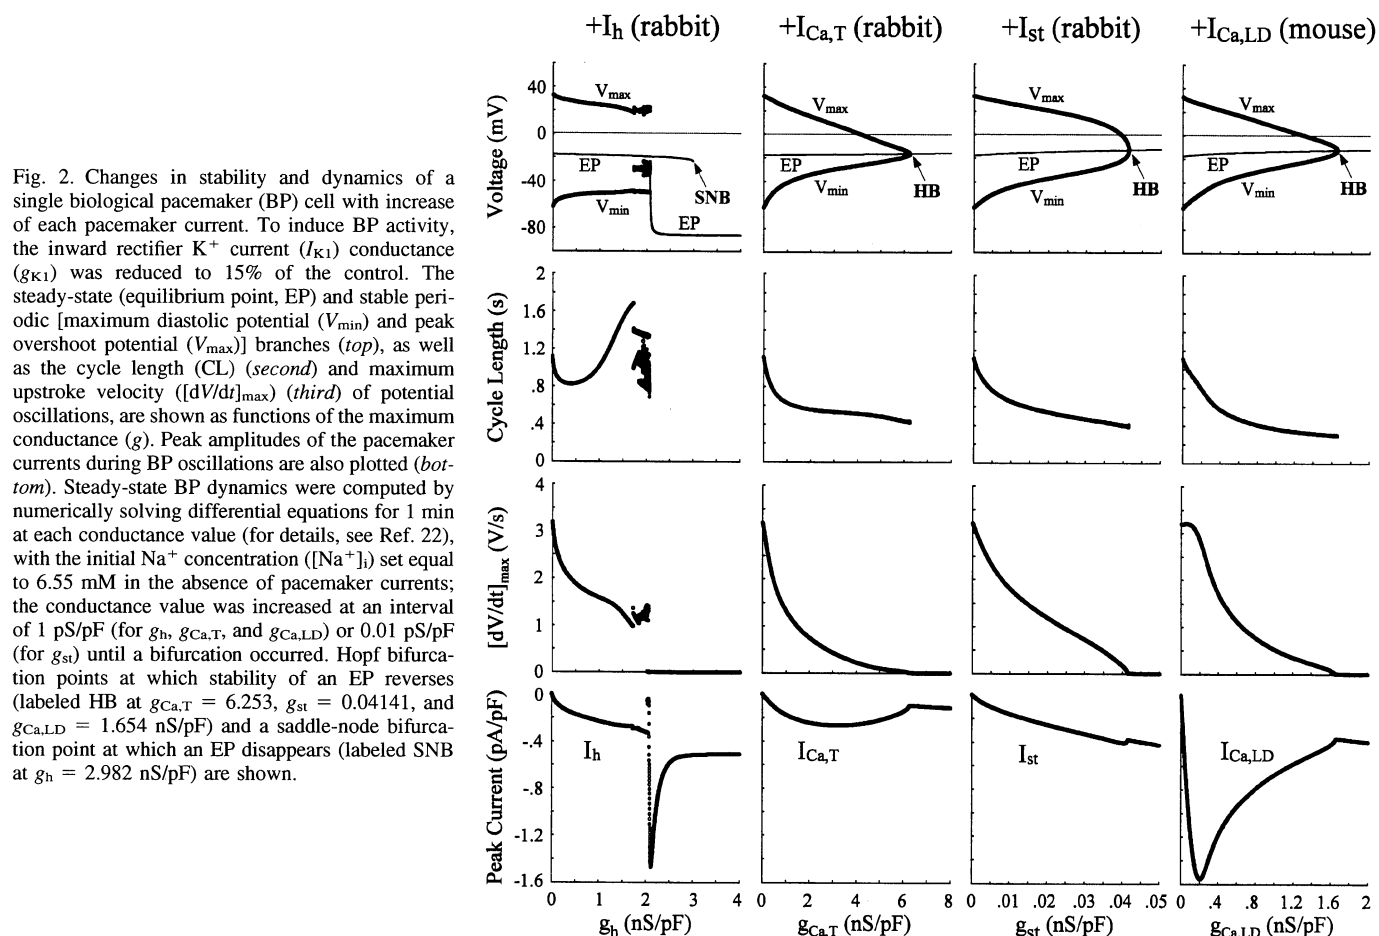 Fig. 2. Changes in stability and dynamics of a
single biological pacemaker (BP) cell with increase
of each pacemaker current. To induce BP activity,
the inward rectifier K+ current (IK1) conductance
(gK1) was reduced to 15% of the control. The
steady-state (equilibrium point, EP) and stable peri-
odic [maximum diastolic potential (Vmin) and peak
overshoot potential (Vmax)] branches (top), as well
as the cycle length (CL) (second) and maximum
upstroke velocity ([dV/dt]max) (third) of potential
oscillations, are shown as functions of the maximum
conductance (g). Peak amplitudes of the pacemaker
currents during BP oscillations are also plotted (bot-
tom). Steady-state BP dynamics were computed by
numerically solving differential equations for 1 min
at each conductance value (for details, see Ref. 22),
with the initial Na+ concentration ([Na+]i) set equal
to 6.55 mM in the absence of pacemaker currents;
the conductance value was increased at an interval
of 1 pS/pF (for gh, gCa,T, and gCa,LD) or 0.01 pS/pF
(for gst) until a bifurcation occurred. Hopf bifurca-
tion points at which stability of an EP reverses
(labeled HB at gCa,T = 6.253, gst = 0.04141, and
gCa,LD = 1.654 nS/pF) and a saddle-node bifurca-
tion point at which an EP disappears (labeled SNB
at gh = 2.982 nS/pF) are shown.
+Ih (rabbit) +ICa,T (rabbit) +Ist (rabbit) +ICa,LD (mouse)
Voltage (mV)
40
0
-40
-80
Vmax
EP
Vmin
SNB
EP
Vmax
EP
Vmin
HB
Vmax
EP
Vmin
HB
Vmax
EP
Vmin
HB
Cycle Length (s)
2
1.6
1.2
.8
.4
0
[dV/dt]max (V/s)
4
3
2
1
0
Peak Current (pA/pF)
0
-.4
-.8
-1.2
-1.6
Ih
ICa,T
Ist
ICa,LD
0 1 2 3 4
gh (nS/pF)
0 2 4 6 8
gCa,T (nS/pF)
0 .01 .02 .03 .04 .05
gst (nS/pF)
0 .4 .8 1.2 1.6 2
gCa,LD (nS/pF)